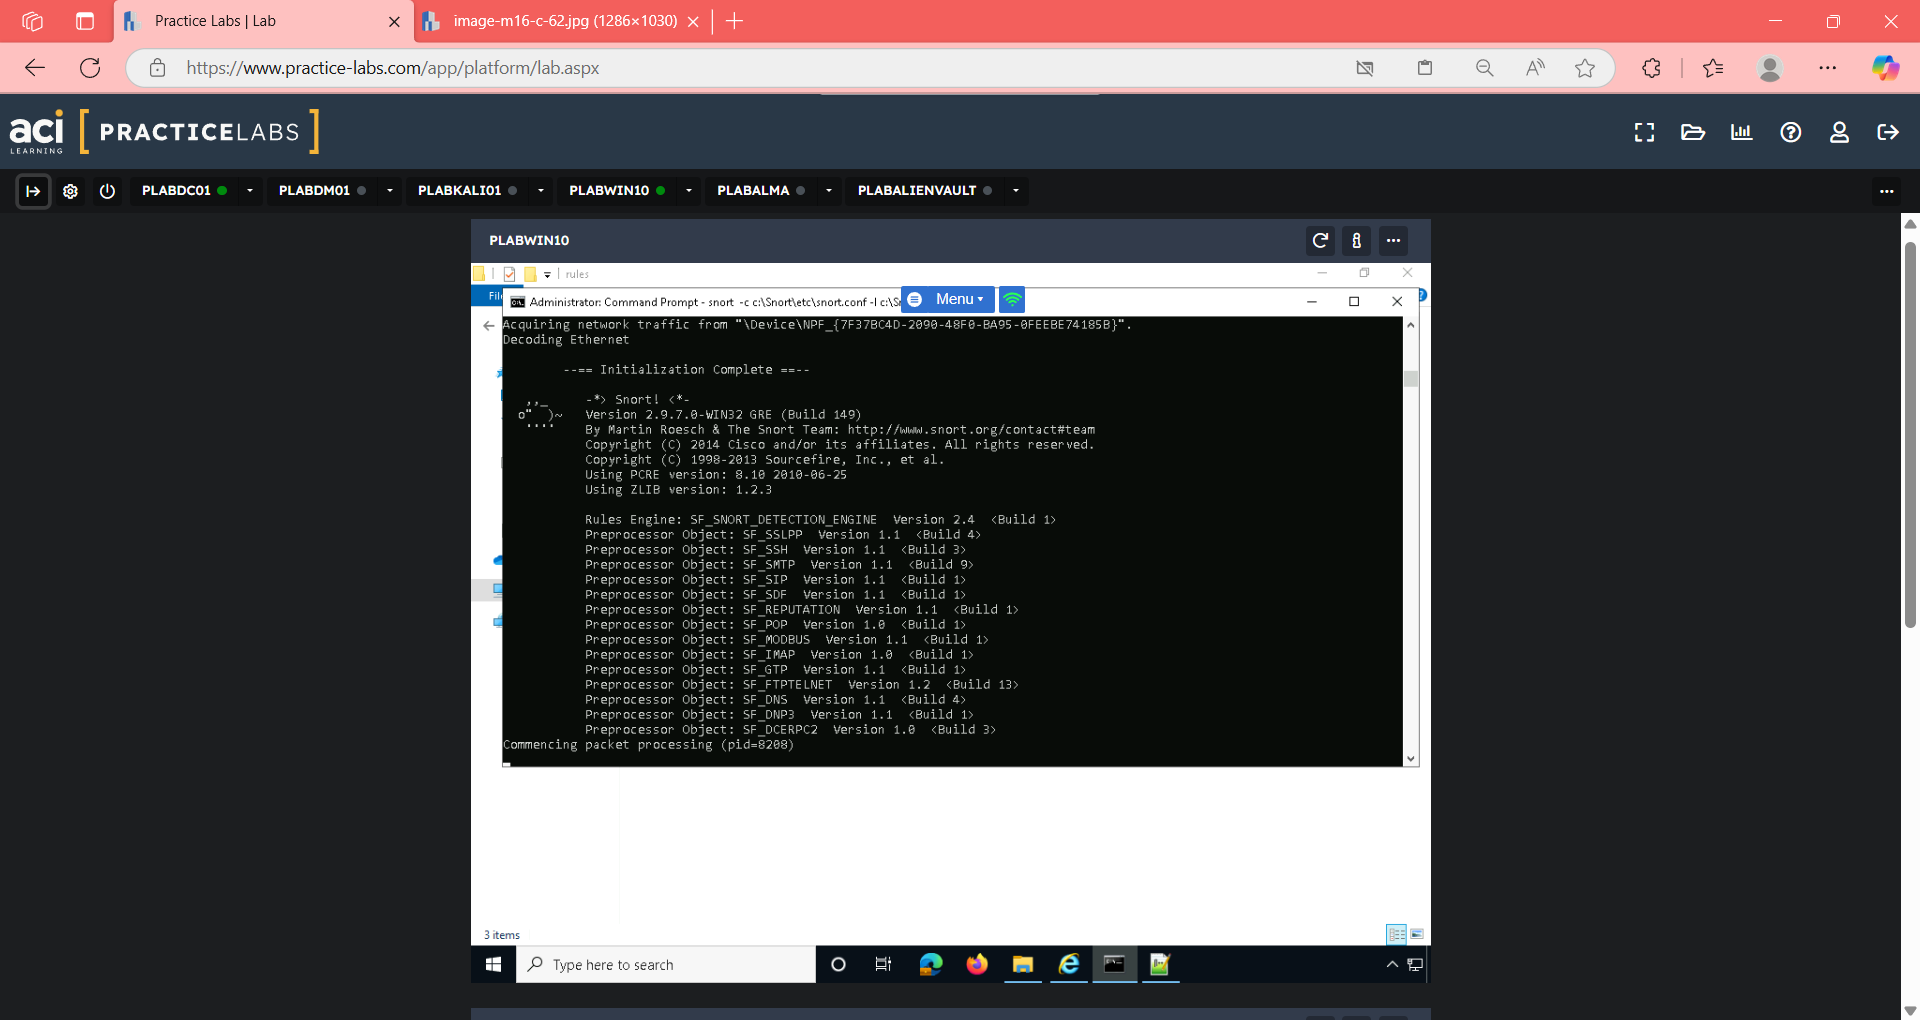 Practice Labs | Lab
image-m16-c-62.jpg (1286×1030)
https://www.practice-labs.com/app/platform/lab.aspx
aci LEARNING [ PRACTICELABS ]
PLABDC01
PLABDM01
PLABKALI01
PLABWIN10
PLABALMA
PLABALIENVAULT
PLABWIN10
rules
File
Administrator: Command Prompt - snort -c c:\Snort\etc\snort.conf -l c:\Sn
Menu
Acquiring network traffic from "\Device\NPF_{7F37BC4D-2090-48F0-BA95-0FEEBE74185B}".
Decoding Ethernet
--== Initialization Complete ==--
,,_     -*> Snort! <*-
o"  )~   Version 2.9.7.0-WIN32 GRE (Build 149)
''''    By Martin Roesch & The Snort Team: http://www.snort.org/contact#team
Copyright (C) 2014 Cisco and/or its affiliates. All rights reserved.
Copyright (C) 1998-2013 Sourcefire, Inc., et al.
Using PCRE version: 8.10 2010-06-25
Using ZLIB version: 1.2.3
Rules Engine: SF_SNORT_DETECTION_ENGINE  Version 2.4  <Build 1>
Preprocessor Object: SF_SSLPP  Version 1.1  <Build 4>
Preprocessor Object: SF_SSH  Version 1.1  <Build 3>
Preprocessor Object: SF_SMTP  Version 1.1  <Build 9>
Preprocessor Object: SF_SIP  Version 1.1  <Build 1>
Preprocessor Object: SF_SDF  Version 1.1  <Build 1>
Preprocessor Object: SF_REPUTATION  Version 1.1  <Build 1>
Preprocessor Object: SF_POP  Version 1.0  <Build 1>
Preprocessor Object: SF_MODBUS  Version 1.1  <Build 1>
Preprocessor Object: SF_IMAP  Version 1.0  <Build 1>
Preprocessor Object: SF_GTP  Version 1.1  <Build 1>
Preprocessor Object: SF_FTPTELNET  Version 1.2  <Build 13>
Preprocessor Object: SF_DNS  Version 1.1  <Build 4>
Preprocessor Object: SF_DNP3  Version 1.1  <Build 1>
Preprocessor Object: SF_DCERPC2  Version 1.0  <Build 3>
Commencing packet processing (pid=8208)
3 items
Type here to search